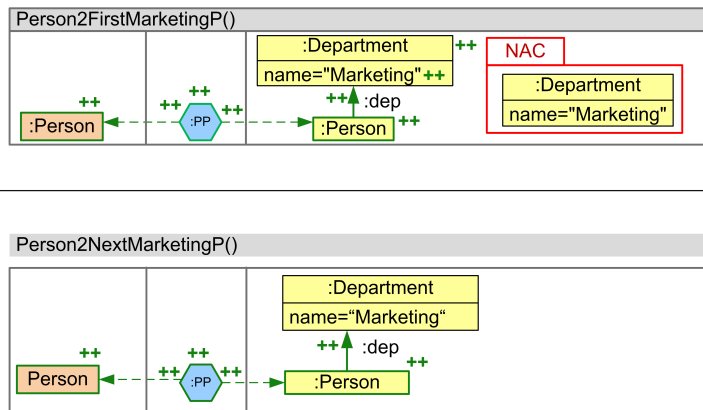 Person2FirstMarketingP()
:Department ++
name="Marketing"++
NAC
:Department
name="Marketing"
++ :dep
++
++
++
++
:Person
:PP
:Person ++
Person2NextMarketingP()
:Department
name=“Marketing“
++ :dep
++
++
++
++
++
Person
:PP
:Person